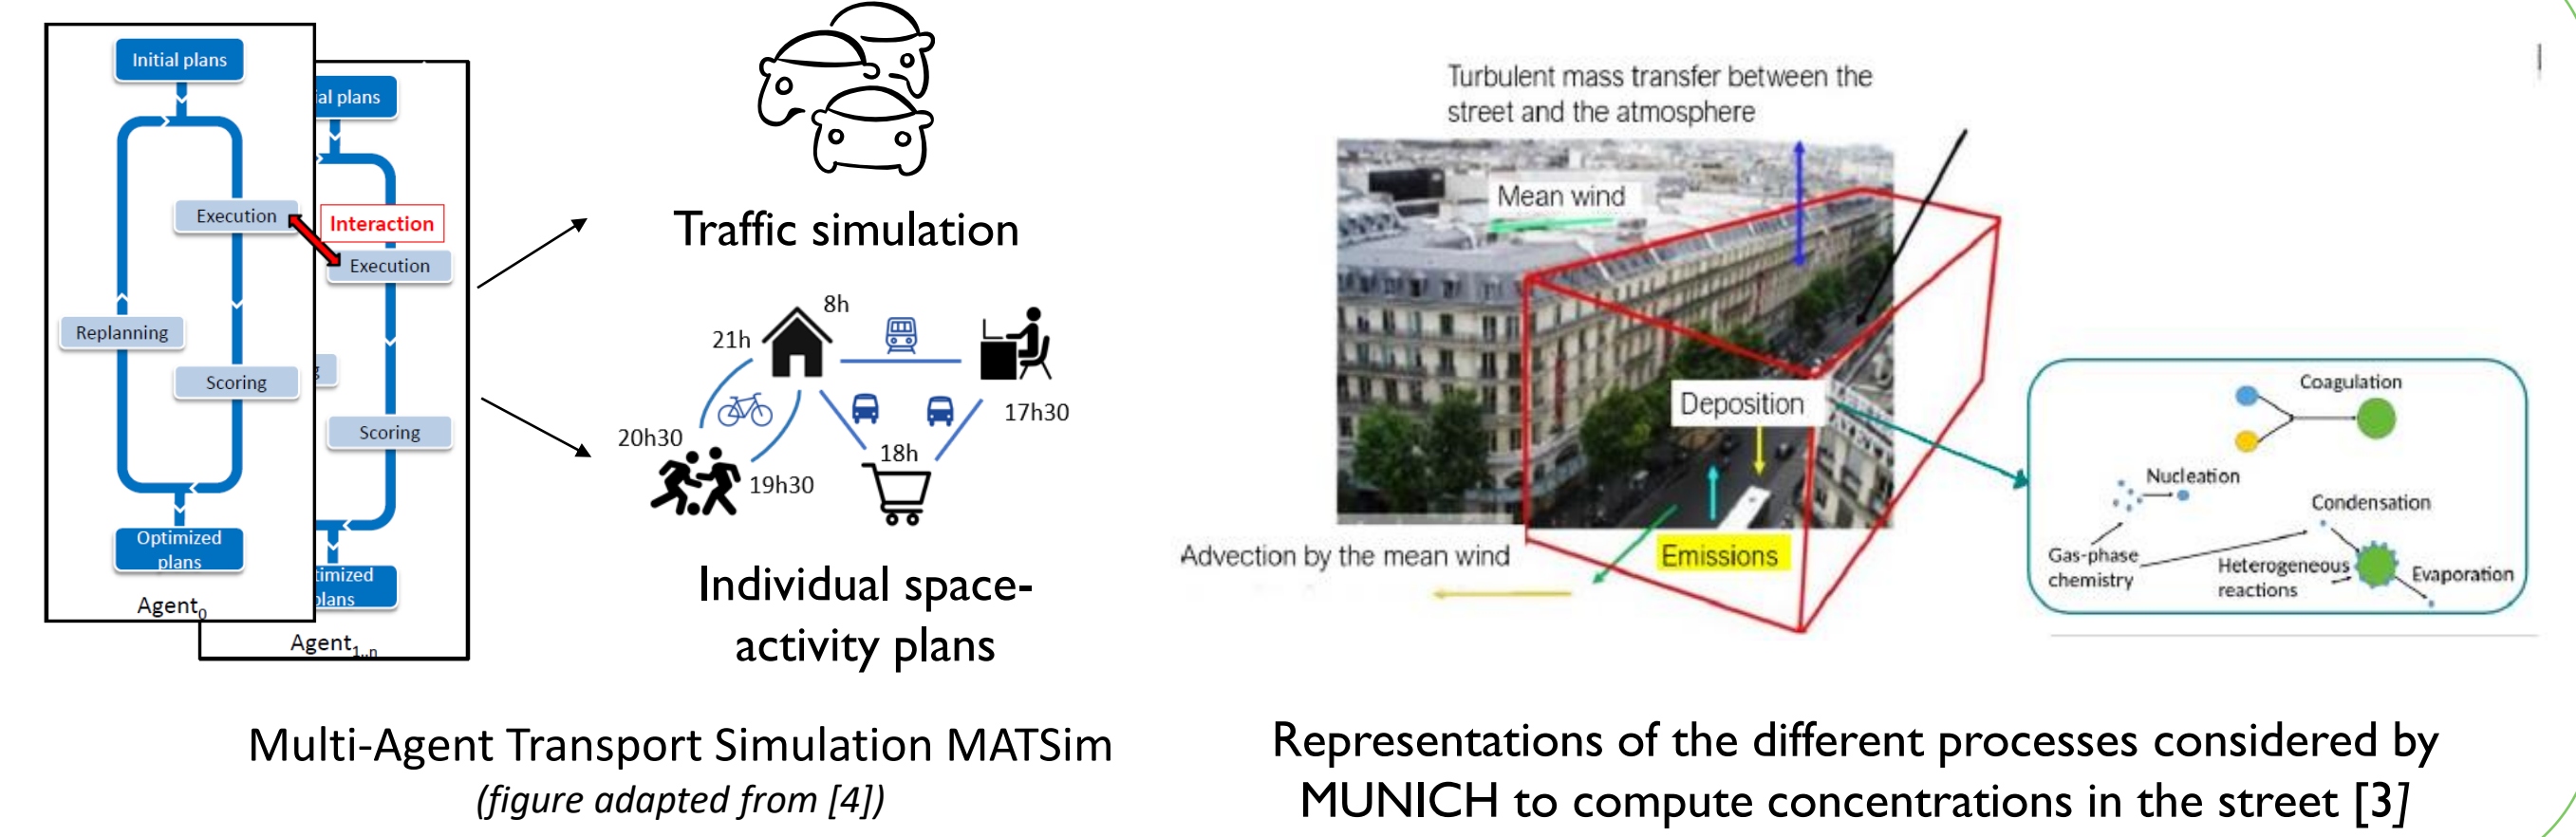 Initial plans
Execution
Replanning
Scoring
Optimized
plans
Agent0
ial plans
Interaction
Execution
Scoring
timized
plans
Agent1..n
Traffic simulation
8h
21h
17h30
20h30
18h
19h30
Individual space-
activity plans
Multi-Agent Transport Simulation MATSim
(figure adapted from [4])
Turbulent mass transfer between the
street and the atmosphere
Mean wind
Deposition
Emissions
Advection by the mean wind
Coagulation
Nucleation
Condensation
Gas-phase
chemistry
Heterogeneous
reactions
Evaporation
Representations of the different processes considered by
MUNICH to compute concentrations in the street [3]